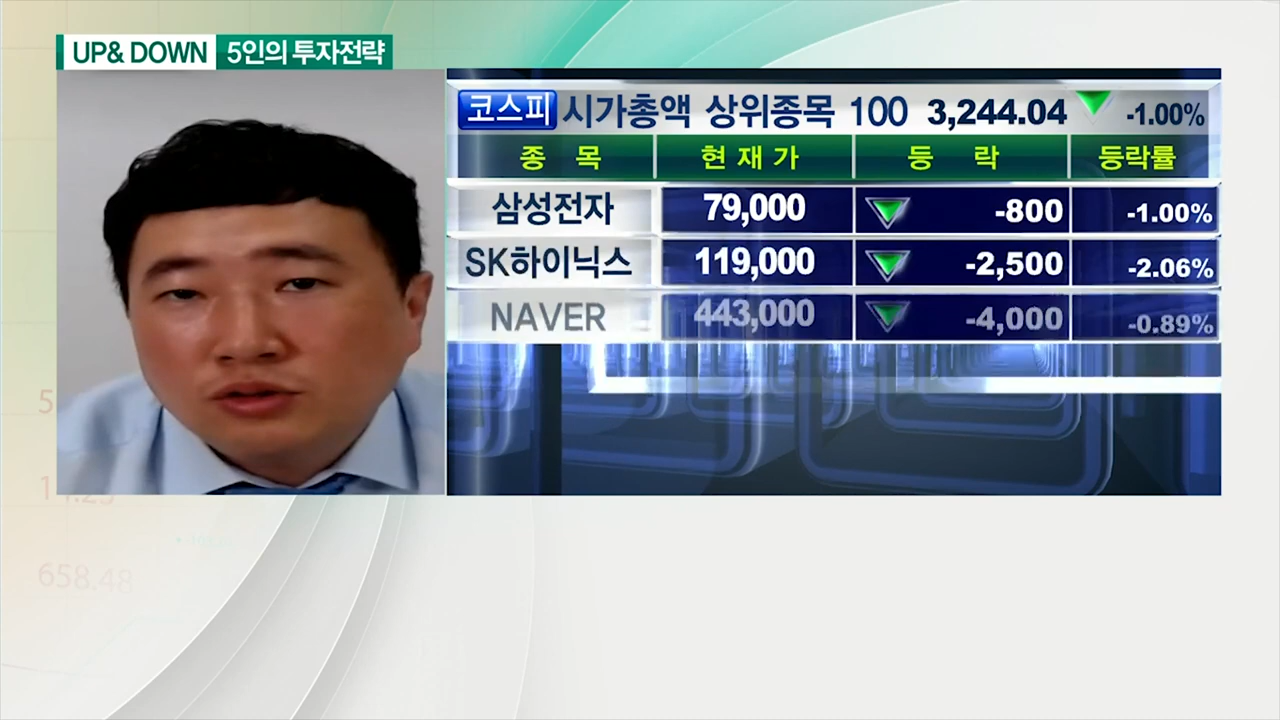 UP& DOWN 5인의 투자전략
코스피 시가총액 상위종목 100 3,244.04 -1.00%
종 목 현 재 가 등 락 등락률
삼성전자 79,000 -800 -1.00%
SK하이닉스 119,000 -2,500 -2.06%
NAVER 443,000 -4,000 -0.89%
658.48